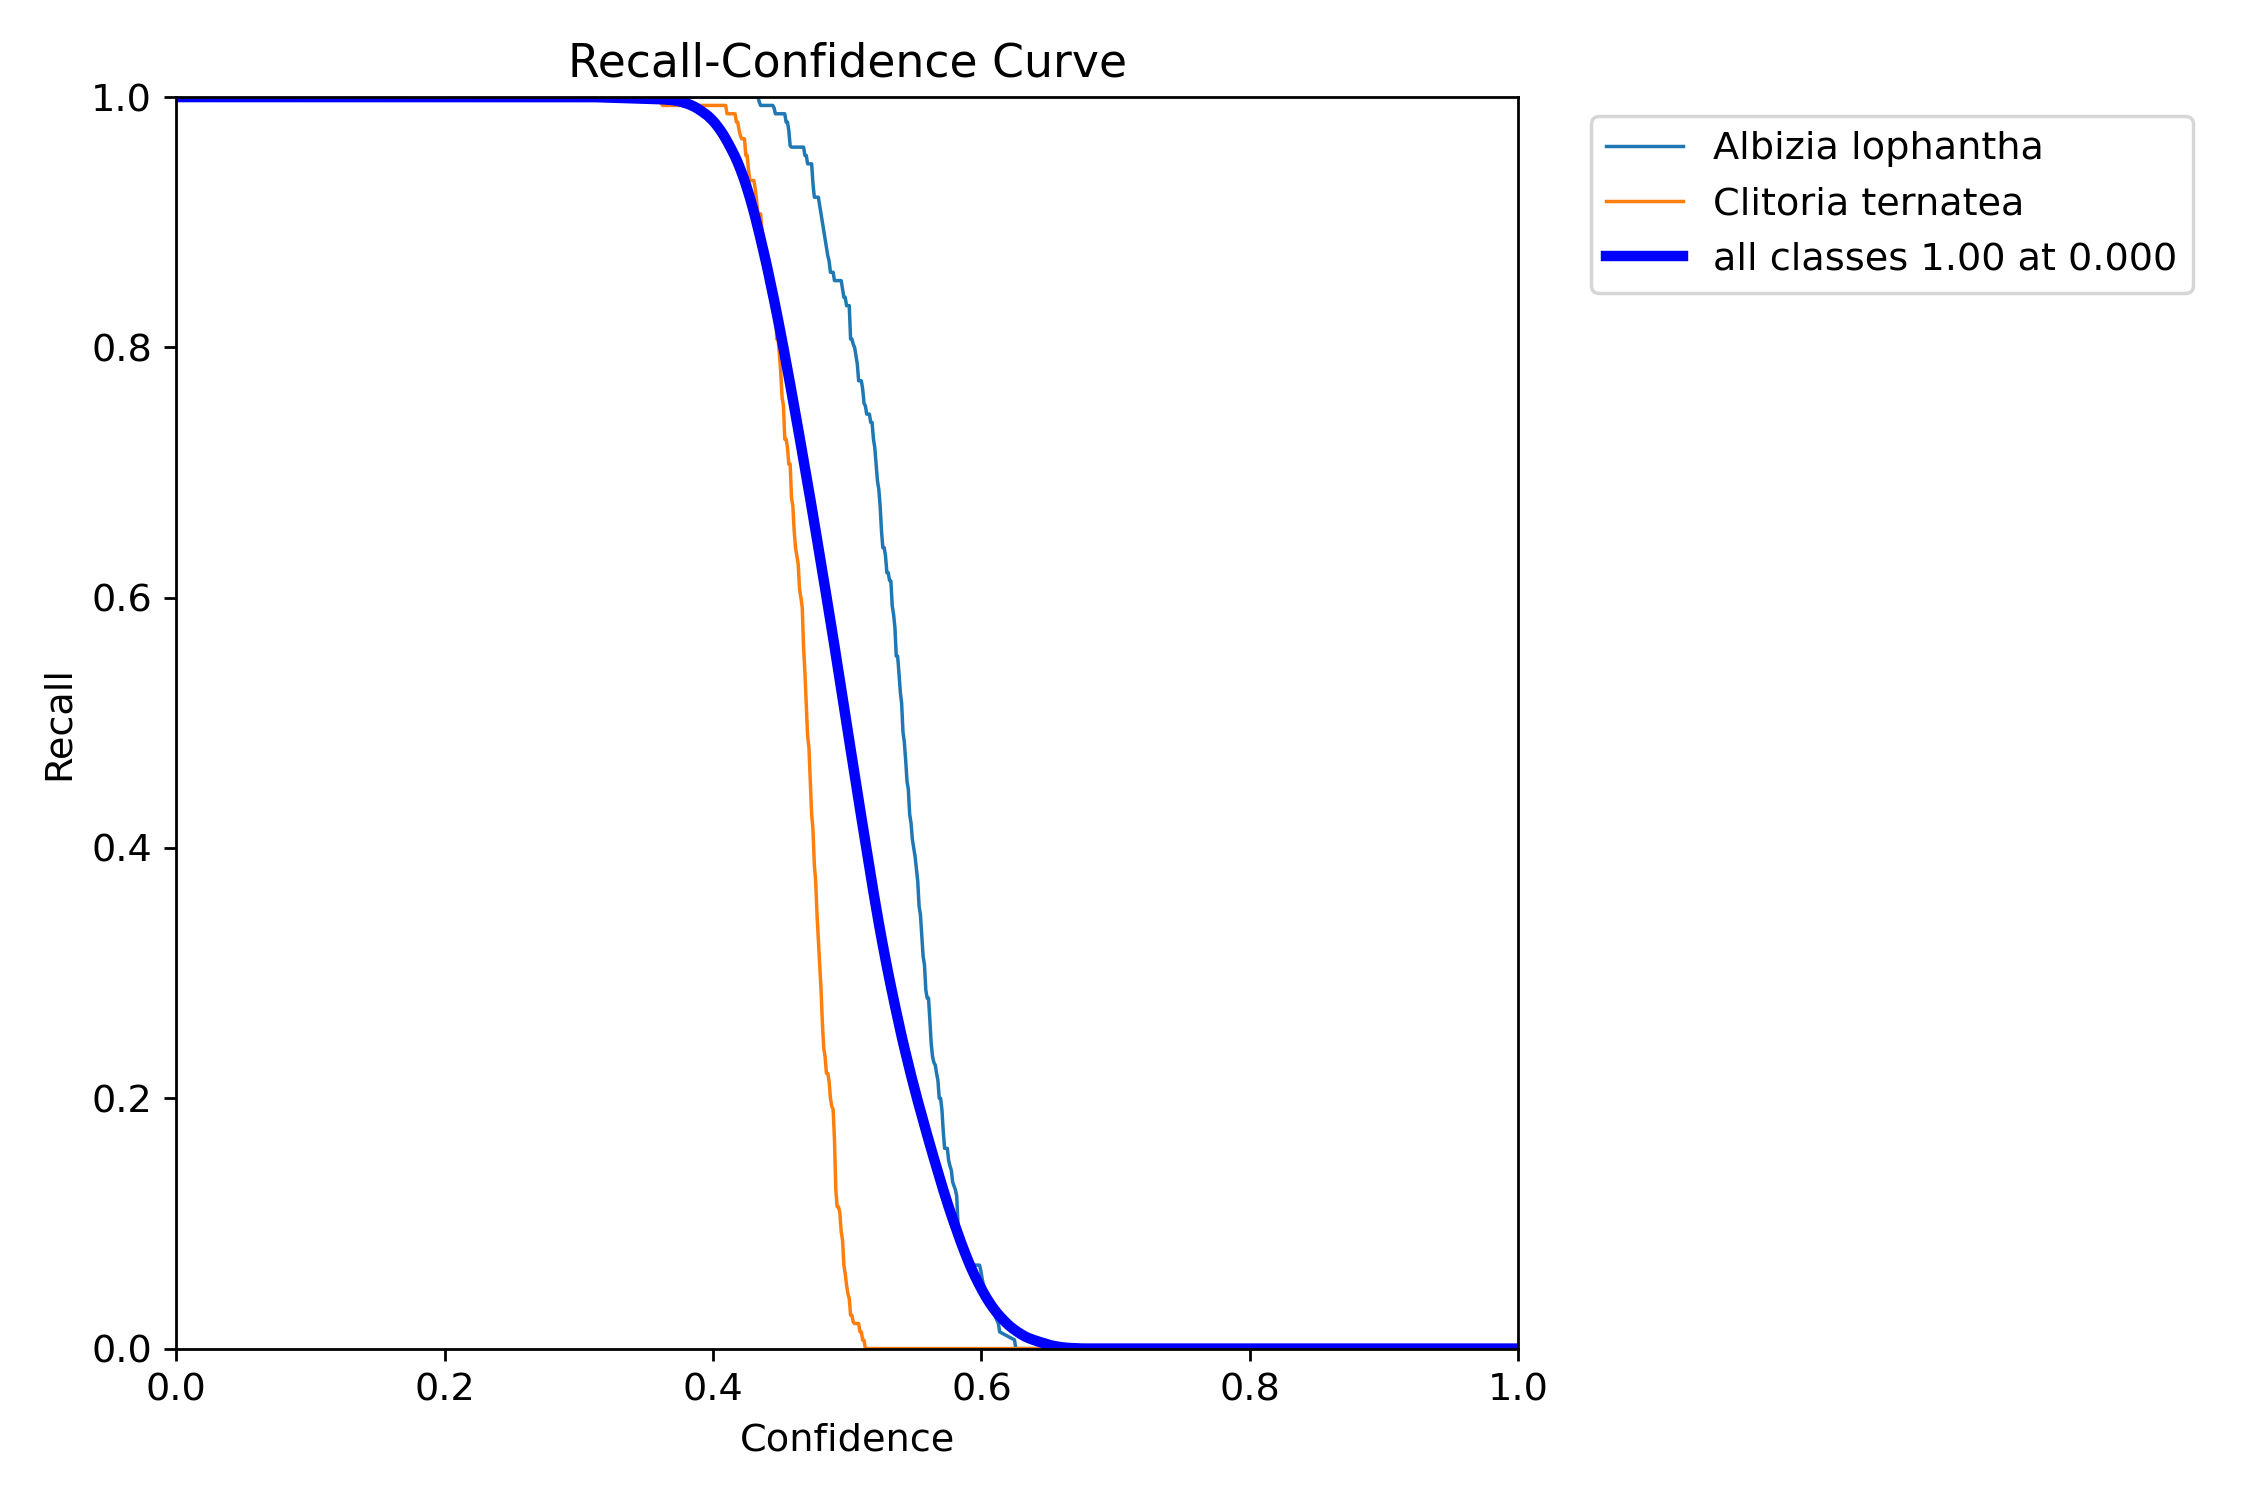 Recall-Confidence Curve
1.0
0.8
0.6
0.4
0.2
0.0
Recall
0.0 0.2 0.4 0.6 0.8 1.0
Confidence
Albizia lophantha
Clitoria ternatea
all classes 1.00 at 0.000